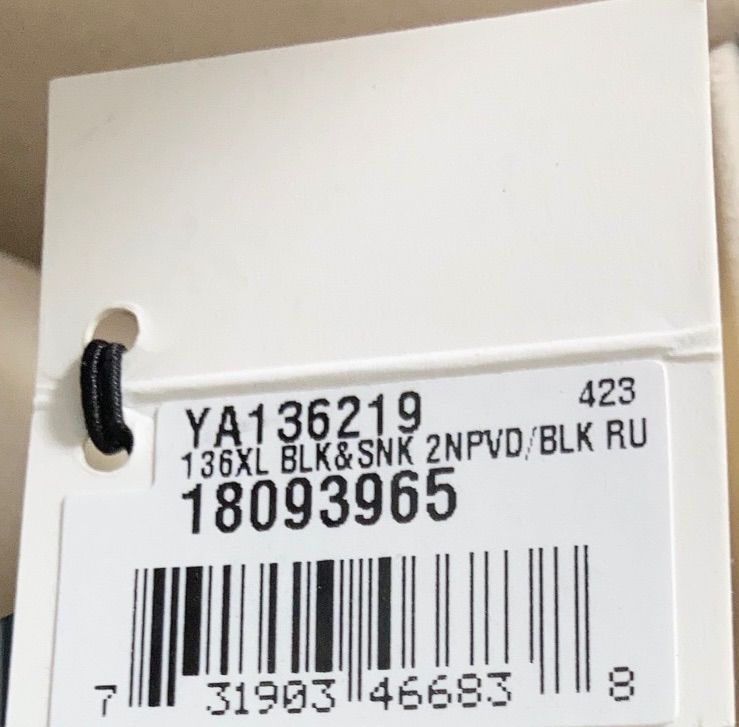 YA136219 423
136XL BLK&SNK 2NPVD/BLK RU
18093965
7 31903 46683 8